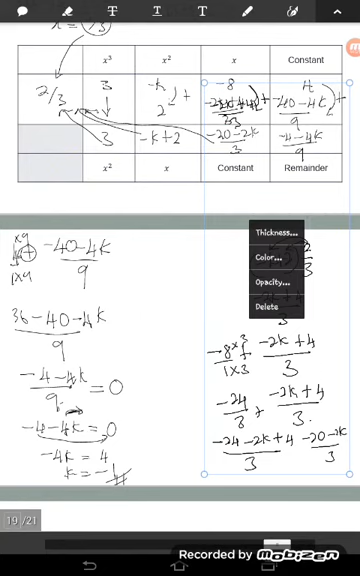 x³ x² x Constant
-8 4
2/3 3 -k + +
2 -40-4k
9
3 -k+2 -20-2k -4-4k
3 9
x² x Constant Remainder
-40-4k
9
36-40-4k
9
-4-4k = 0
9
-4-4k = 0
-4k = 4
k = -1
Thickness...
Color...
Opacity...
Delete
-8×3 + -2k+4
1×3 3
-24 + -2k+4
3 3
-24-2k+4 -20-2k
3 3
19 /21
Recorded by
Mobizen